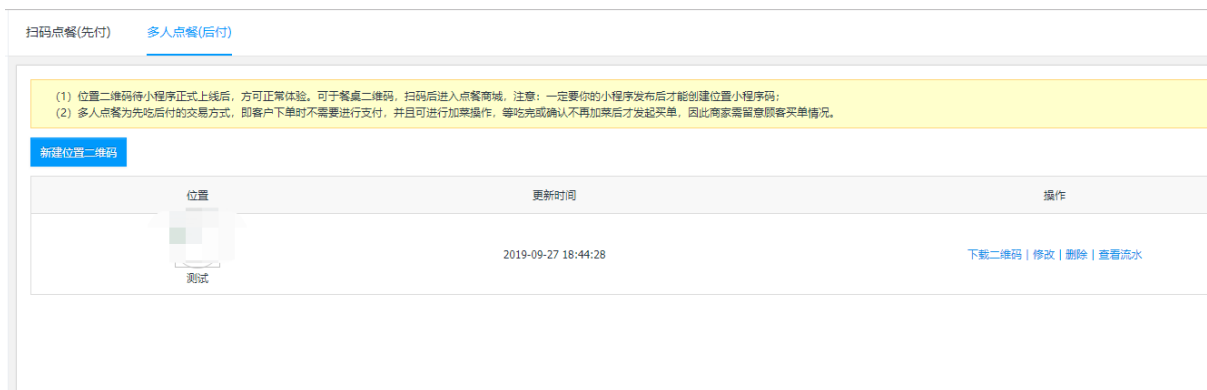 扫码点餐(先付) 多人点餐(后付)
(1) 位置二维码待小程序正式上线后，方可正常体验。可于餐桌二维码，扫码后进入点餐商城，注意：一定要你的小程序发布后才能创建位置小程序码；
(2) 多人点餐为先吃后付的交易方式，即客户下单时不需要进行支付，并且可进行加菜操作，等吃完或确认不再加菜后才发起买单，因此商家需留意顾客买单情况。
新建位置二维码
位置 更新时间 操作
2019-09-27 18:44:28 下载二维码 | 修改 | 删除 | 查看流水
测试